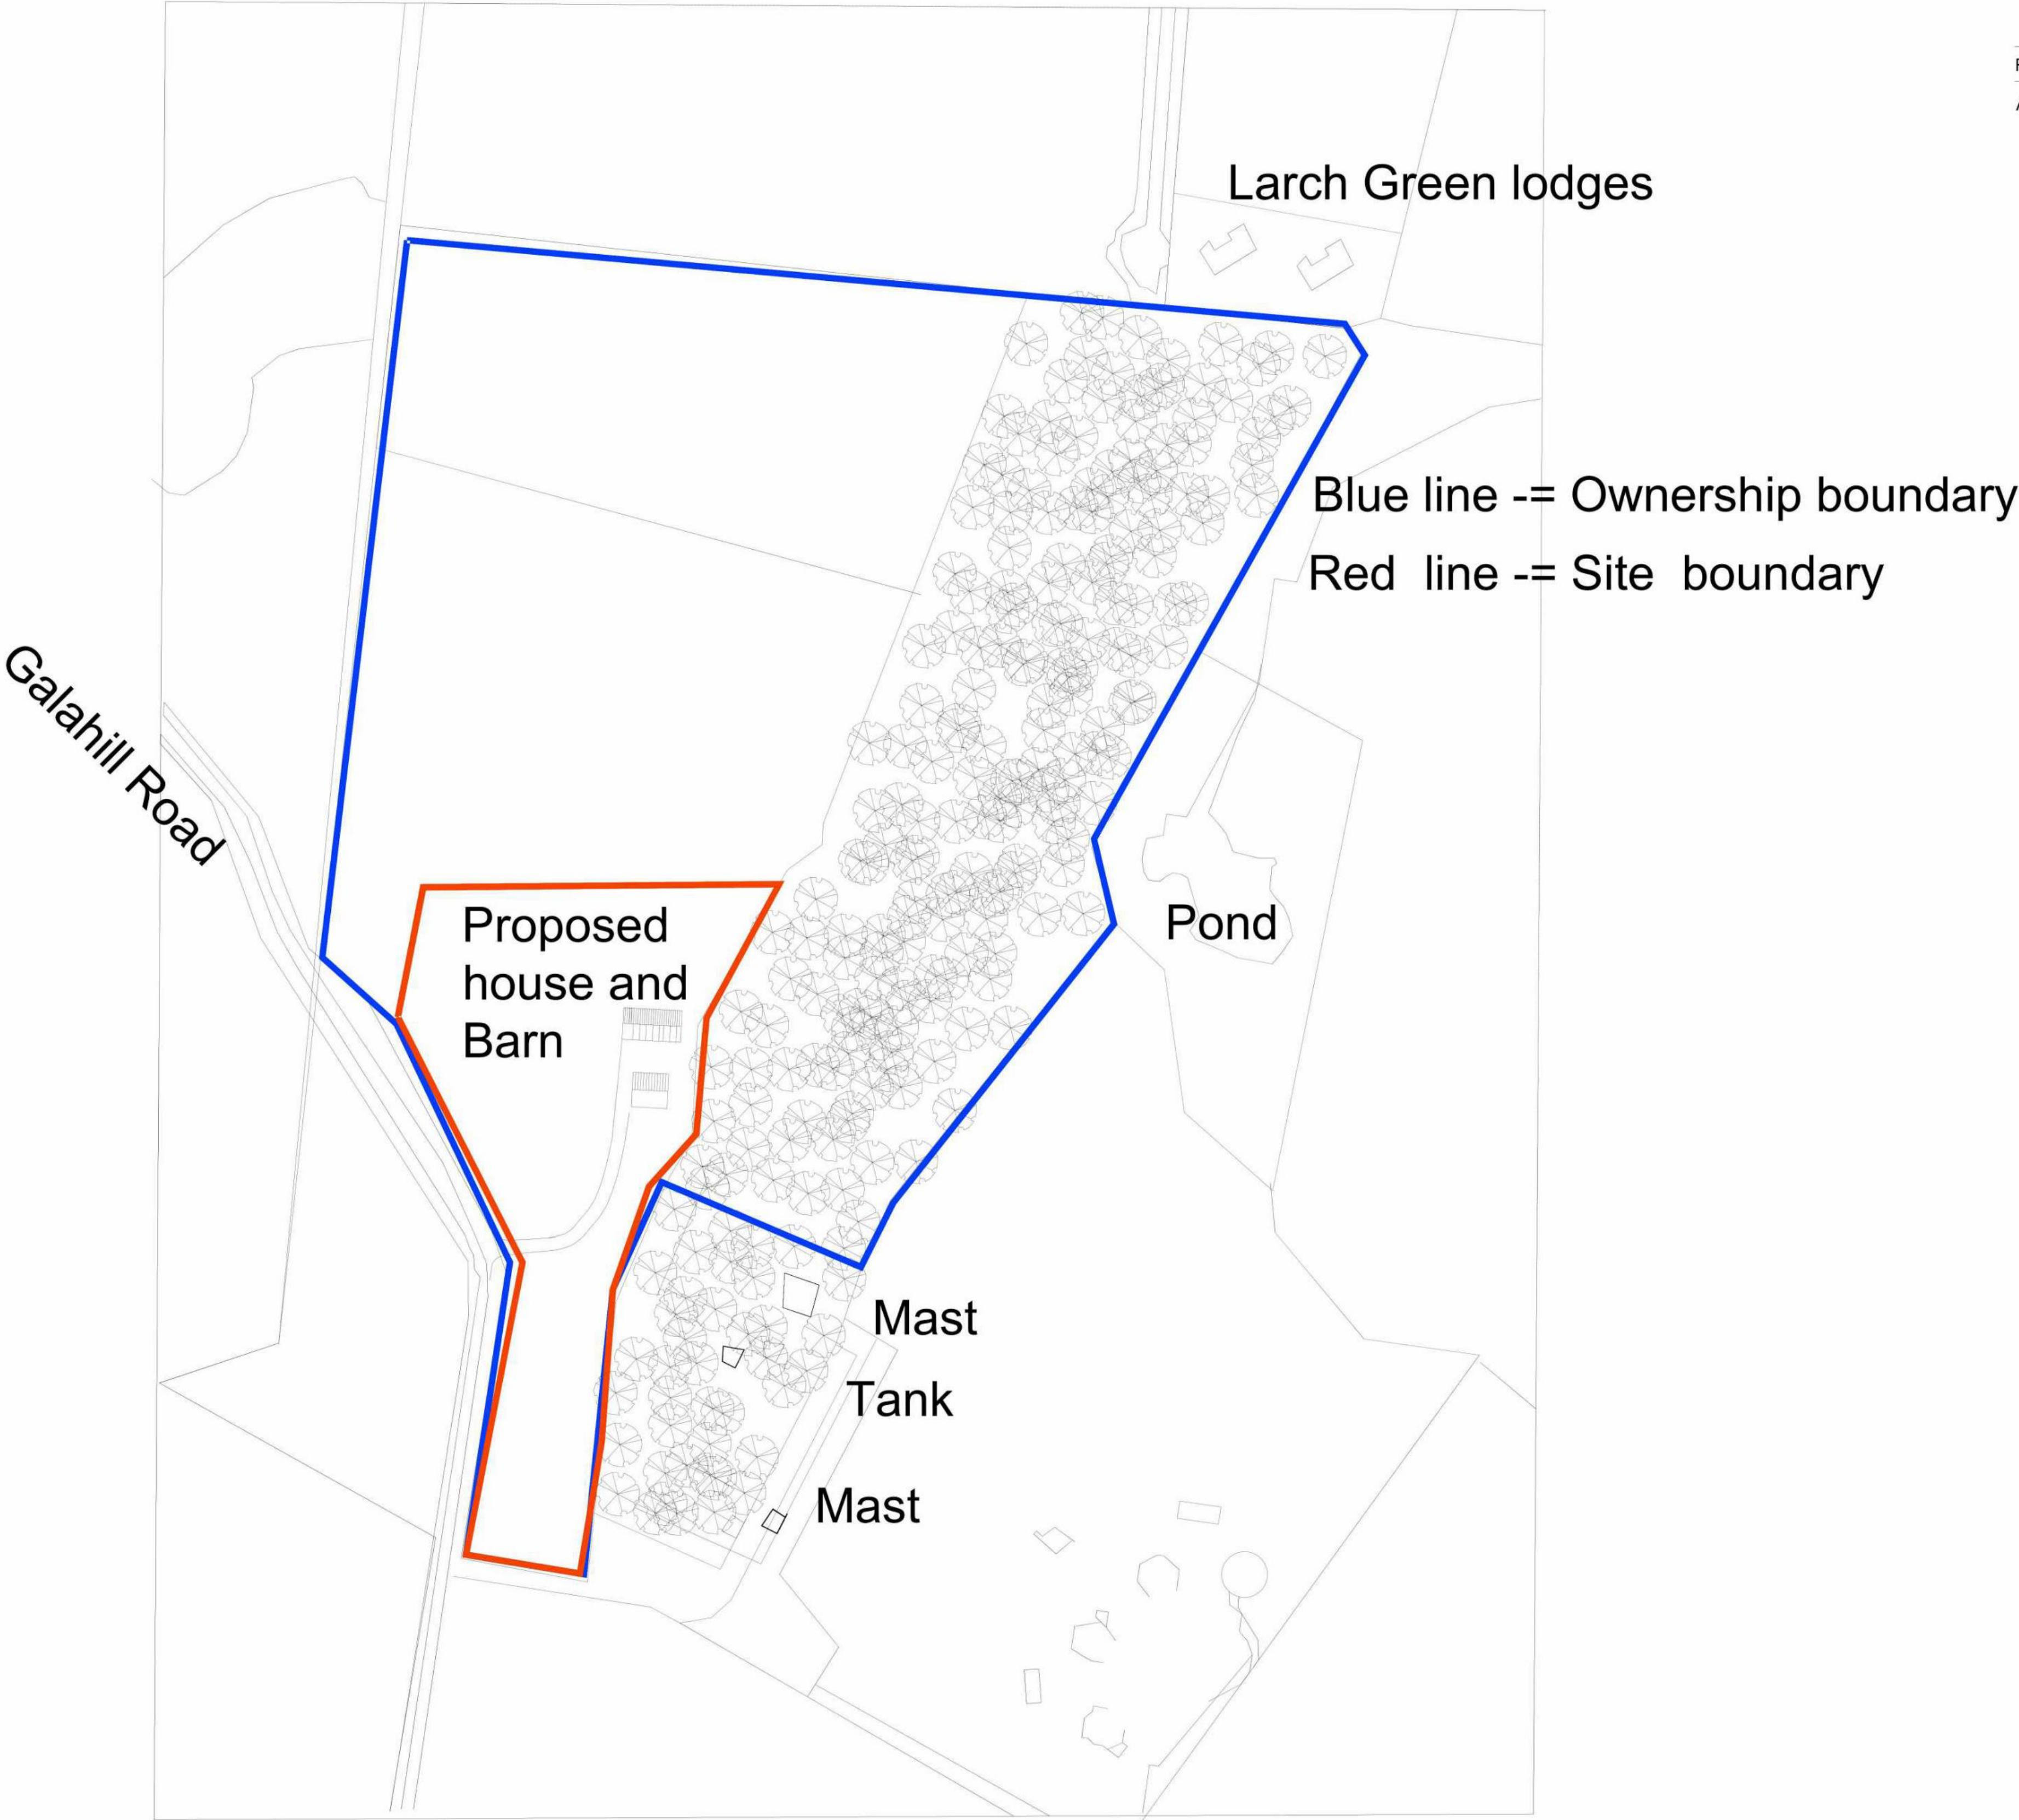 Larch Green lodges
Blue line -= Ownership boundary
Red line -= Site boundary
Galahill Road
Proposed
house and
Barn
Pond
Mast
Tank
Mast